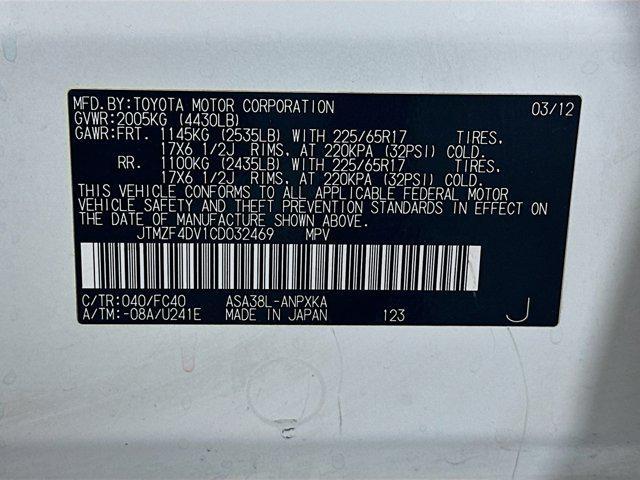 MFD.BY:TOYOTA MOTOR CORPORATION 03/12
GVWR:2005KG (4430LB)
GAWR:FRT. 1145KG (2535LB) WITH 225/65R17 TIRES,
17X6 1/2J RIMS, AT 220KPA (32PSI) COLD.
RR. 1100KG (2435LB) WITH 225/65R17 TIRES,
17X6 1/2J RIMS, AT 220KPA (32PSI) COLD.
THIS VEHICLE CONFORMS TO ALL APPLICABLE FEDERAL MOTOR
VEHICLE SAFETY AND THEFT PREVENTION STANDARDS IN EFFECT ON
THE DATE OF MANUFACTURE SHOWN ABOVE.
JTMZF4DV1CD032469 MPV
C/TR:040/FC40 ASA38L-ANPXKA
A/TM:-08A/U241E MADE IN JAPAN 123 J